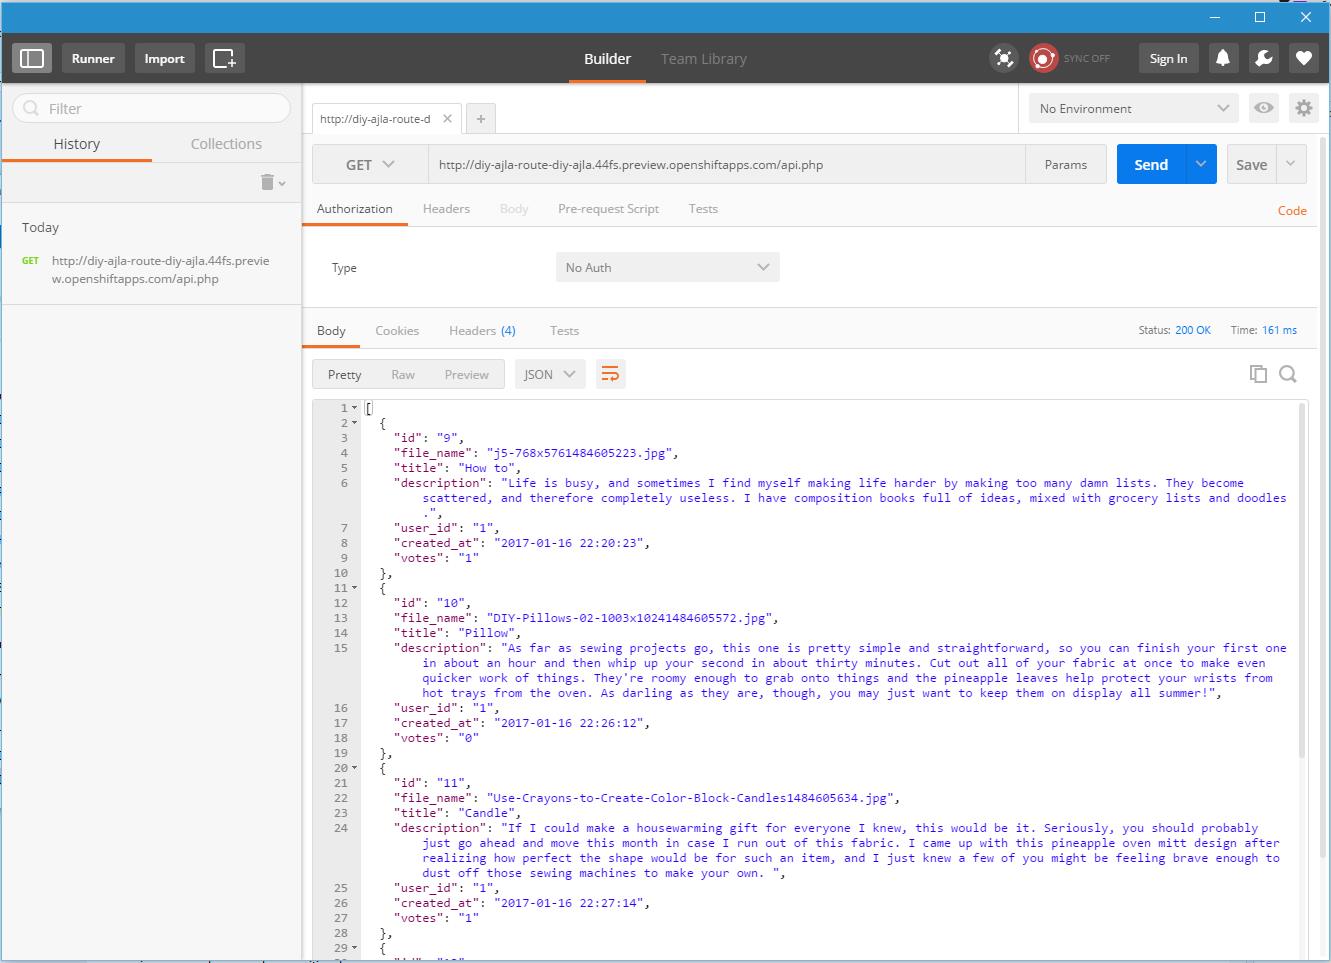 Runner
Import
Builder
Team Library
SYNC OFF
Sign In
Filter
History
Collections
Today
GET
http://diy-ajla-route-diy-ajla.44fs.previe
w.openshiftapps.com/api.php
http://diy-ajla-route-d
No Environment
GET
http://diy-ajla-route-diy-ajla.44fs.preview.openshiftapps.com/api.php
Params
Send
Save
Authorization
Headers
Body
Pre-request Script
Tests
Code
Type
No Auth
Body
Cookies
Headers (4)
Tests
Status: 200 OK
Time: 161 ms
Pretty
Raw
Preview
JSON
1 [
2 {
3 "id": "9",
4 "file_name": "j5-768x5761484605223.jpg",
5 "title": "How to",
6 "description": "Life is busy, and sometimes I find myself making life harder by making too many damn lists. They become
scattered, and therefore completely useless. I have composition books full of ideas, mixed with grocery lists and doodles
.",
7 "user_id": "1",
8 "created_at": "2017-01-16 22:20:23",
9 "votes": "1"
10 },
11 {
12 "id": "10",
13 "file_name": "DIY-Pillows-02-1003x10241484605572.jpg",
14 "title": "Pillow",
15 "description": "As far as sewing projects go, this one is pretty simple and straightforward, so you can finish your first one
in about an hour and then whip up your second in about thirty minutes. Cut out all of your fabric at once to make even
quicker work of things. They're roomy enough to grab onto things and the pineapple leaves help protect your wrists from
hot trays from the oven. As darling as they are, though, you may just want to keep them on display all summer!",
16 "user_id": "1",
17 "created_at": "2017-01-16 22:26:12",
18 "votes": "0"
19 },
20 {
21 "id": "11",
22 "file_name": "Use-Crayons-to-Create-Color-Block-Candles1484605634.jpg",
23 "title": "Candle",
24 "description": "If I could make a housewarming gift for everyone I knew, this would be it. Seriously, you should probably
just go ahead and move this month in case I run out of this fabric. I came up with this pineapple oven mitt design after
realizing how perfect the shape would be for such an item, and I just knew a few of you might be feeling brave enough to
dust off those sewing machines to make your own. ",
25 "user_id": "1",
26 "created_at": "2017-01-16 22:27:14",
27 "votes": "1"
28 },
29 {